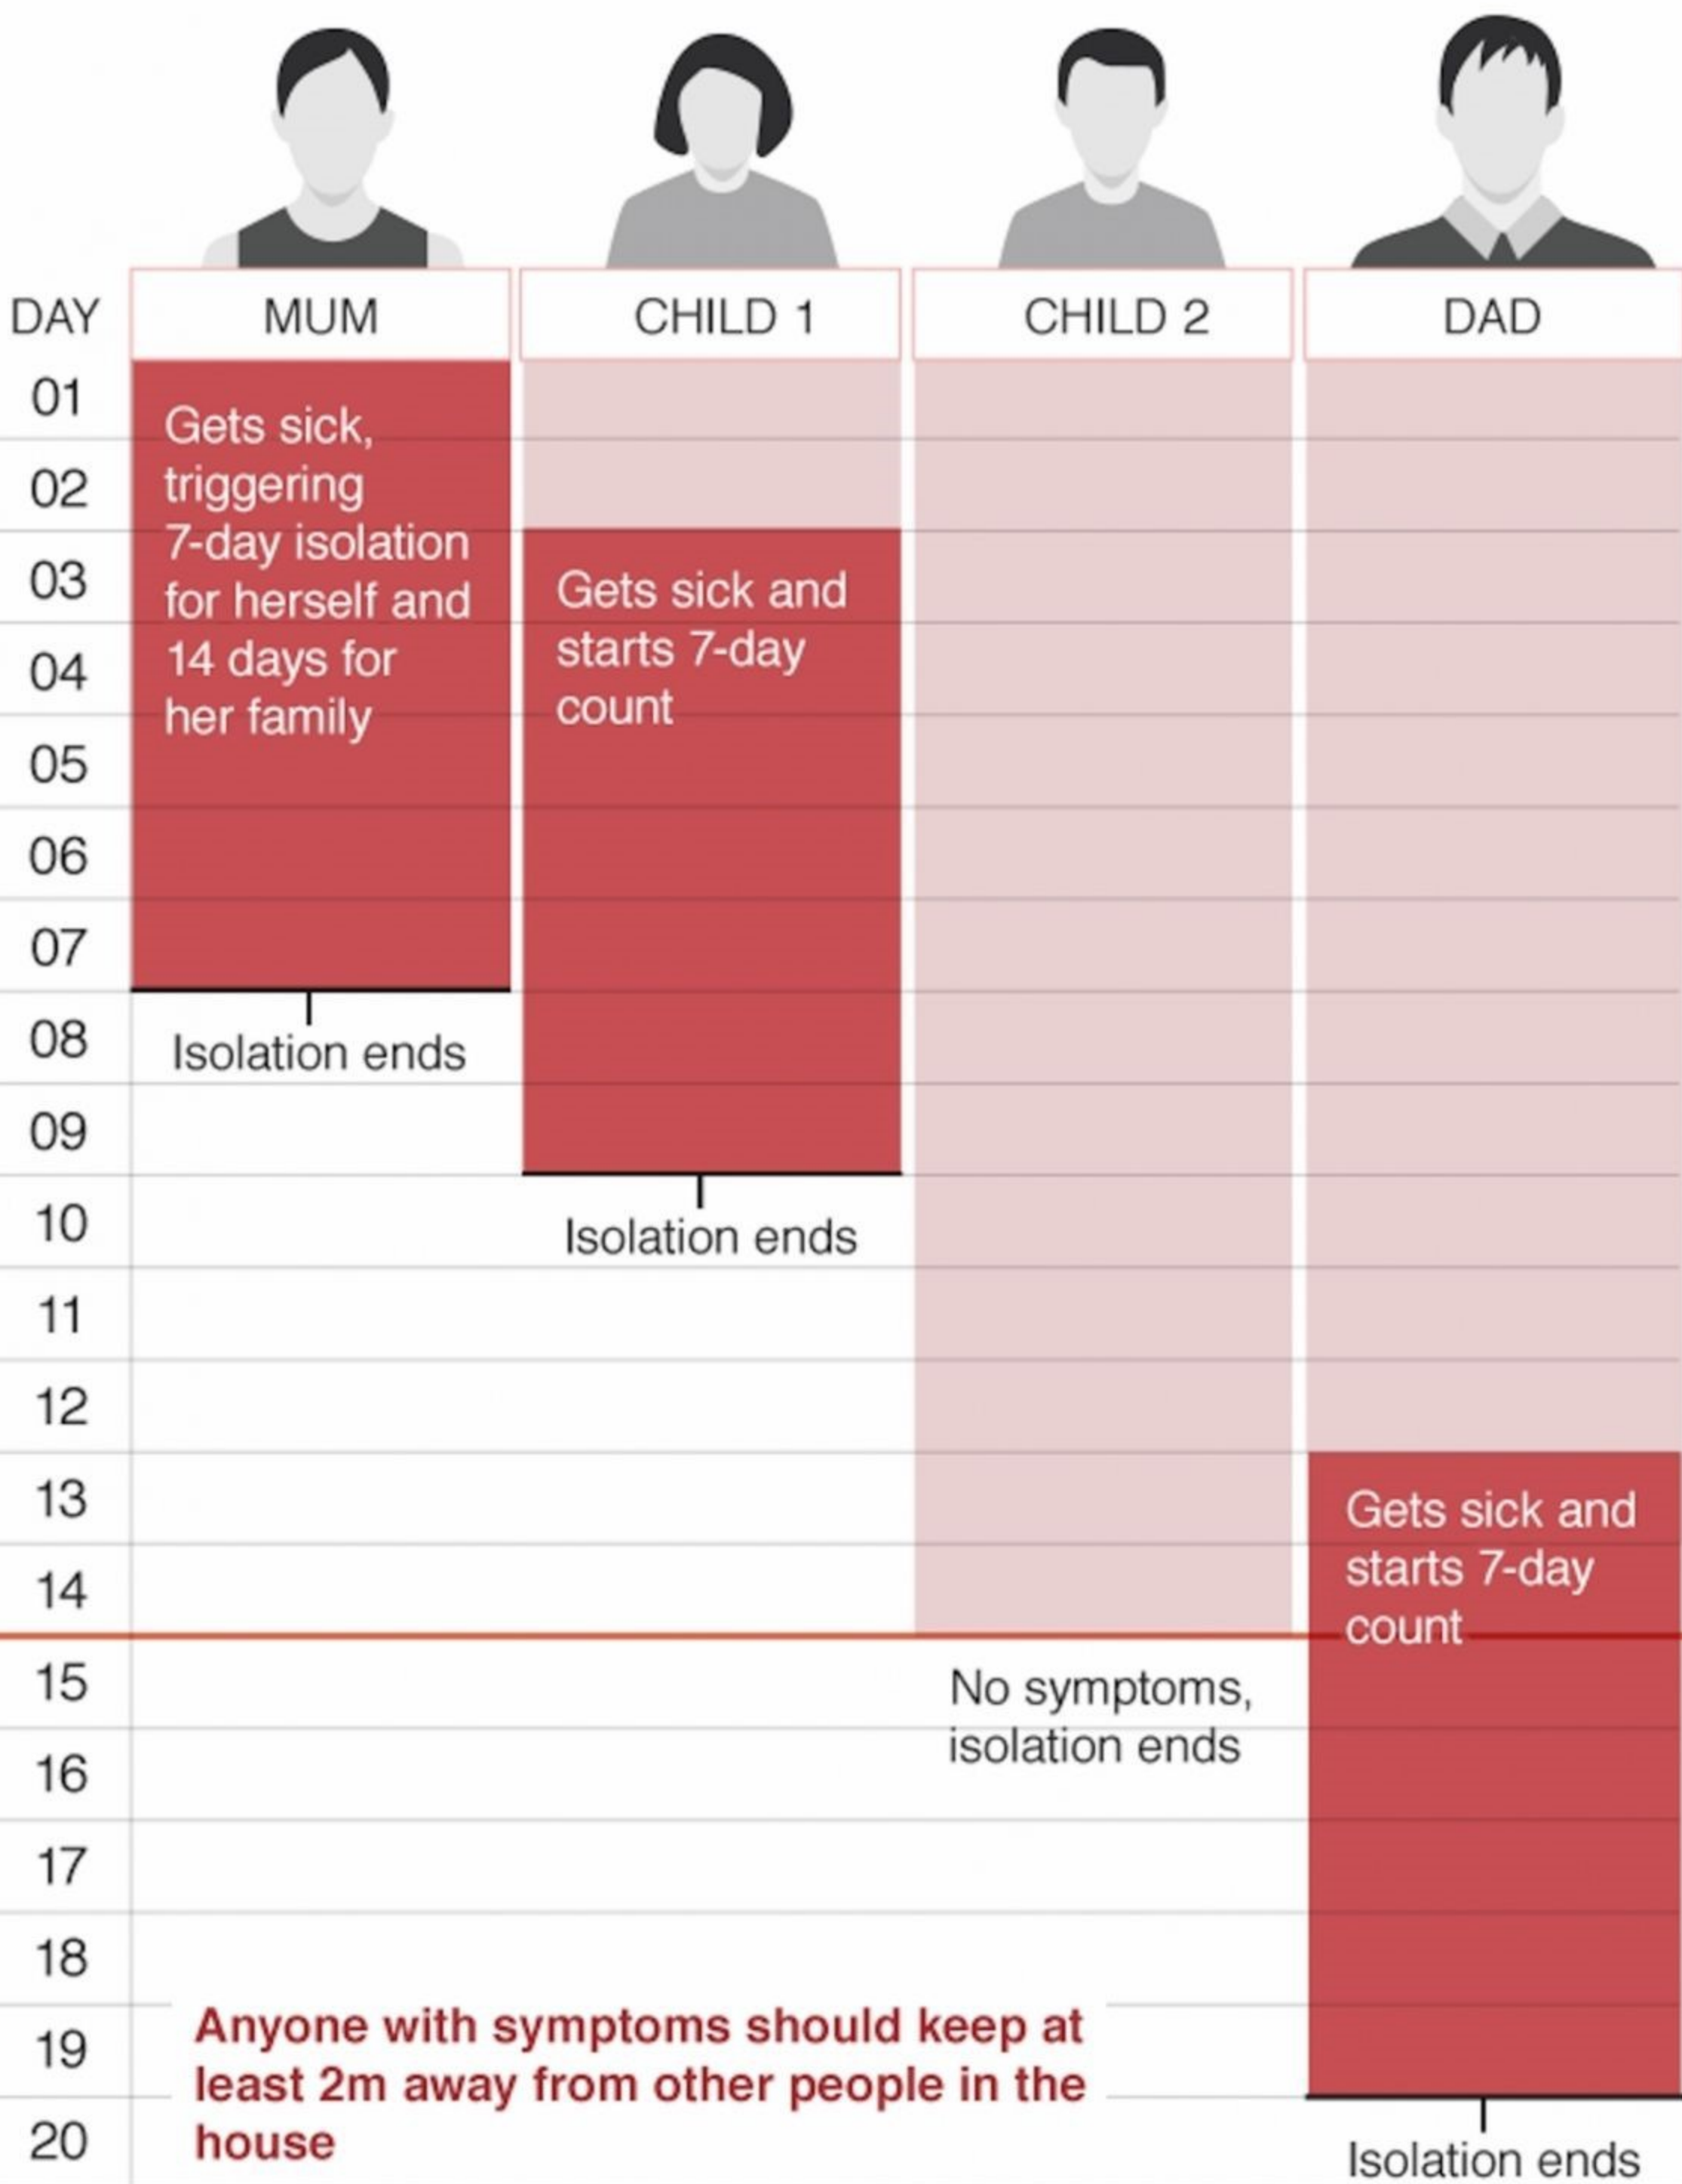 DAY
MUM
CHILD 1
CHILD 2
DAD
01
02
03
04
05
06
07
08
09
10
11
12
13
14
15
16
17
18
19
20
Gets sick,
triggering
7-day isolation
for herself and
14 days for
her family
Isolation ends
Gets sick and
starts 7-day
count
Isolation ends
No symptoms,
isolation ends
Gets sick and
starts 7-day
count
Isolation ends
Anyone with symptoms should keep at
least 2m away from other people in the
house